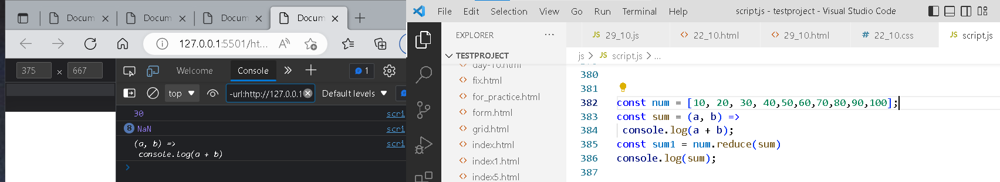 Docum
Docum
Docum
Docum
127.0.0.1:5501/ht...
375 × 667
Welcome
Console
1
top
-url:http://127.0.0.1
Default levels
30 scri
8 NaN scri
(a, b) => scri
console.log(a + b)
File Edit Selection View Go Run Terminal Help
script.js - testproject - Visual Studio Code
EXPLORER
TESTPROJECT
day-10.html
fix.html
for_practice.html
form.html
grid.html
index.html
index1.html
index5.html
JS 29_10.js
22_10.html
29_10.html
# 22_10.css
JS script.js
js > JS script.js > ...
380
381
382 const num = [10, 20, 30, 40,50,60,70,80,90,100];
383 const sum = (a, b) =>
384 console.log(a + b);
385 const sum1 = num.reduce(sum)
386 console.log(sum);
387